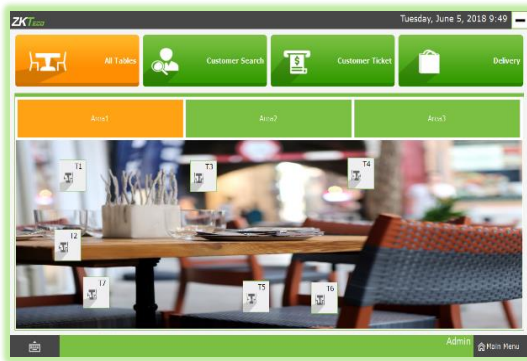 ZKT
Tuesday, June 5, 2018 9:49
All Tables
Customer Search
Customer Ticket
Delivery
Area1
Area2
Area3
T1
T3
T4
T2
T7
T5
T6
Admin
Main Menu